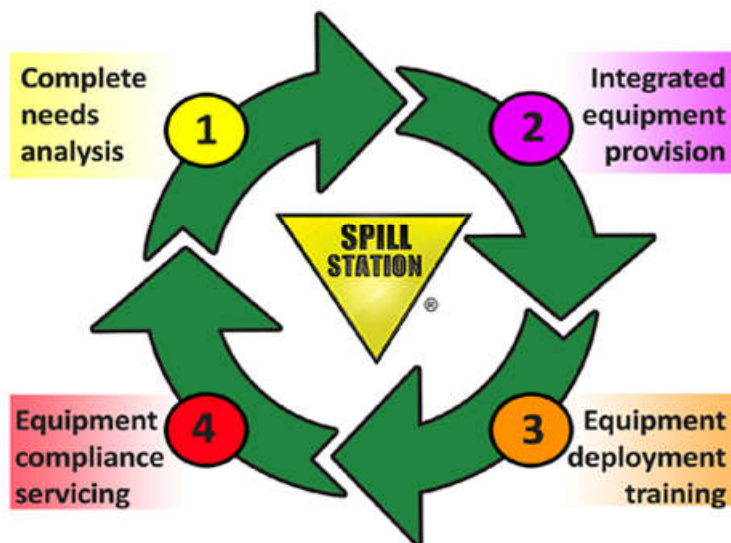 Complete
needs
analysis
1
2
Integrated
equipment
provision
SPILL
STATION
®
Equipment
compliance
servicing
4
3
Equipment
deployment
training